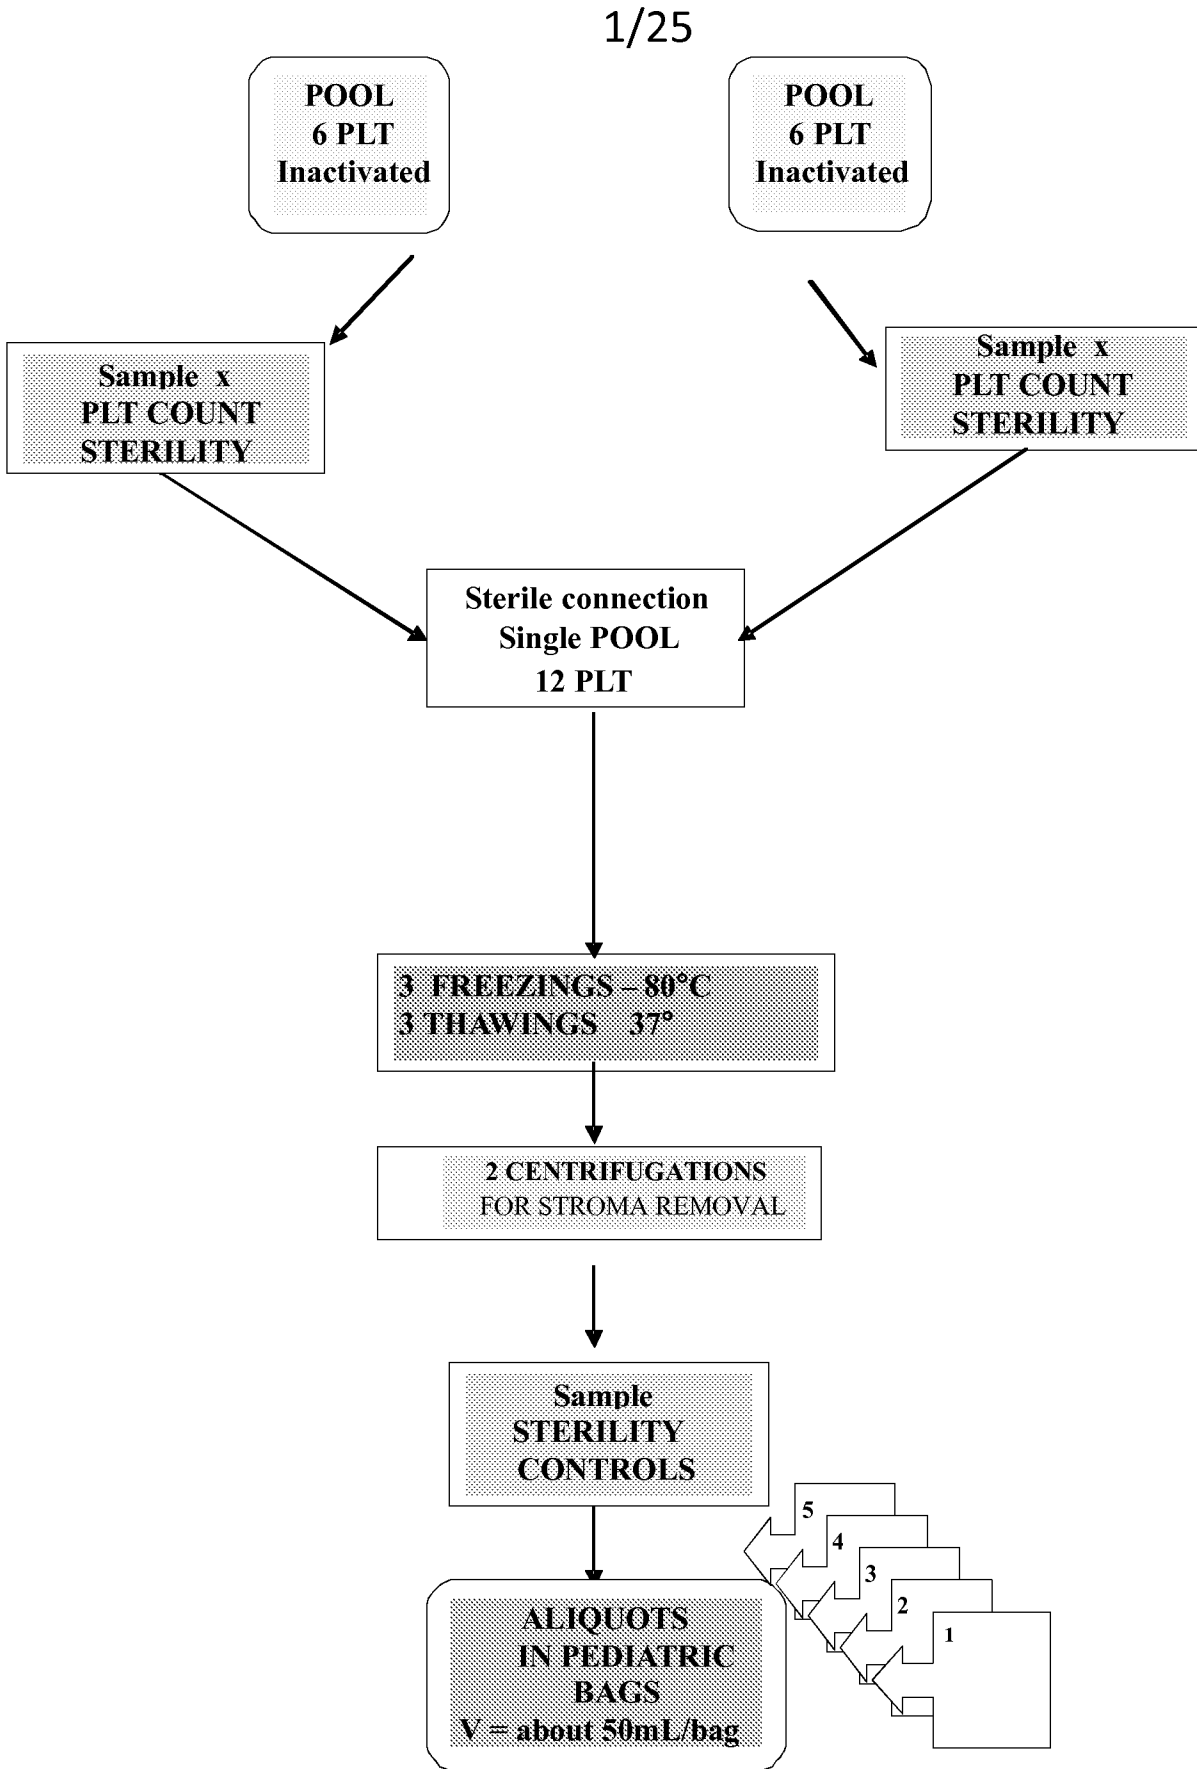 1/25
POOL
6 PLT
Inactivated
POOL
6 PLT
Inactivated
Sample x
PLT COUNT
STERILITY
Sample x
PLT COUNT
STERILITY
Sterile connection
Single POOL
12 PLT
3 FREEZINGS – 80°C
3 THAWINGS 37°
2 CENTRIFUGATIONS
FOR STROMA REMOVAL
Sample
STERILITY
CONTROLS
5
4
3
2
1
ALIQUOTS
IN PEDIATRIC
BAGS
V = about 50mL/bag